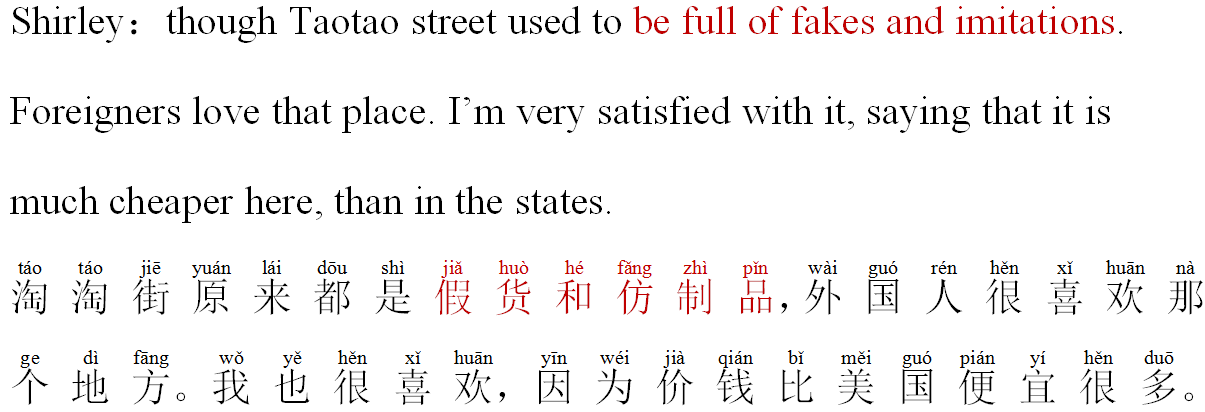 Shirley：though Taotao street used to be full of fakes and imitations.
Foreigners love that place. I’m very satisfied with it, saying that it is
much cheaper here, than in the states.
táo táo jiē yuán lái dōu shì jiǎ huò hé fǎng zhì pǐn wài guó rén hěn xǐ huān nà
淘淘街原来都是假货和仿制品，外国人很喜欢那
ge dì fāng wǒ yě hěn xǐ huān yīn wéi jià qián bǐ měi guó pián yí hěn duō
个地方。我也很喜欢，因为价钱比美国便宜很多。